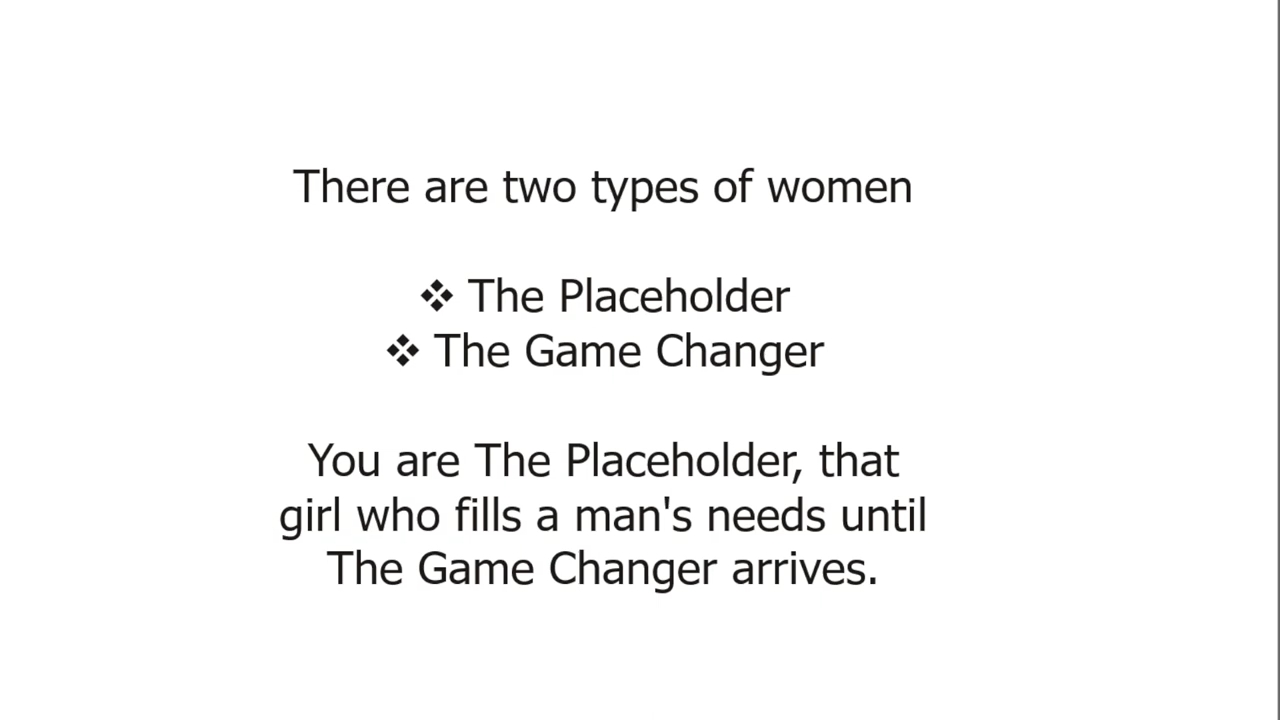 There are two types of women
❖ The Placeholder
❖ The Game Changer
You are The Placeholder, that
girl who fills a man's needs until
The Game Changer arrives.